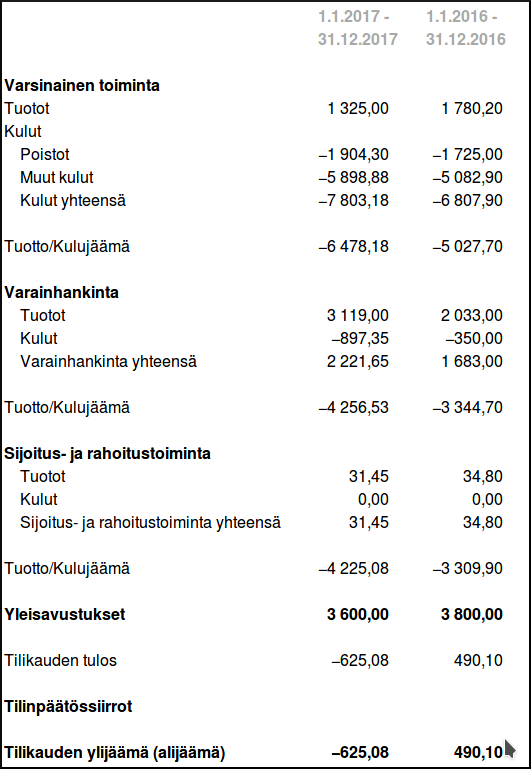 1.1.2017 - 1.1.2016 -
31.12.2017 31.12.2016
Varsinainen toiminta
Tuotot 1 325,00 1 780,20
Kulut
Poistot −1 904,30 −1 725,00
Muut kulut −5 898,88 −5 082,90
Kulut yhteensä −7 803,18 −6 807,90
Tuotto/Kulujäämä −6 478,18 −5 027,70
Varainhankinta
Tuotot 3 119,00 2 033,00
Kulut −897,35 −350,00
Varainhankinta yhteensä 2 221,65 1 683,00
Tuotto/Kulujäämä −4 256,53 −3 344,70
Sijoitus- ja rahoitustoiminta
Tuotot 31,45 34,80
Kulut 0,00 0,00
Sijoitus- ja rahoitustoiminta yhteensä 31,45 34,80
Tuotto/Kulujäämä −4 225,08 −3 309,90
Yleisavustukset 3 600,00 3 800,00
Tilikauden tulos −625,08 490,10
Tilinpäätössiirrot
Tilikauden ylijäämä (alijäämä) −625,08 490,10